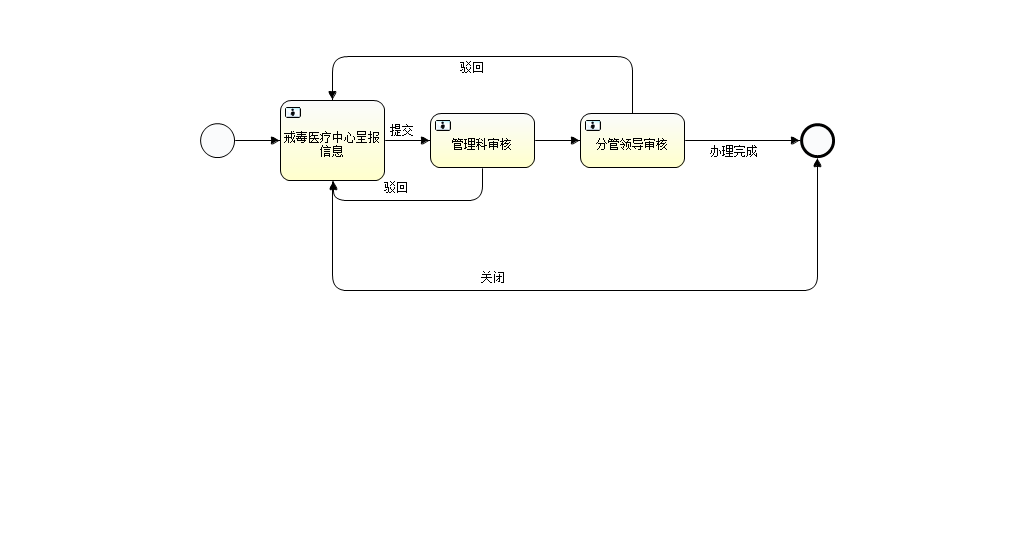 驳回
戒毒医疗中心呈报
信息
提交
管理科审核
分管领导审核
办理完成
驳回
关闭